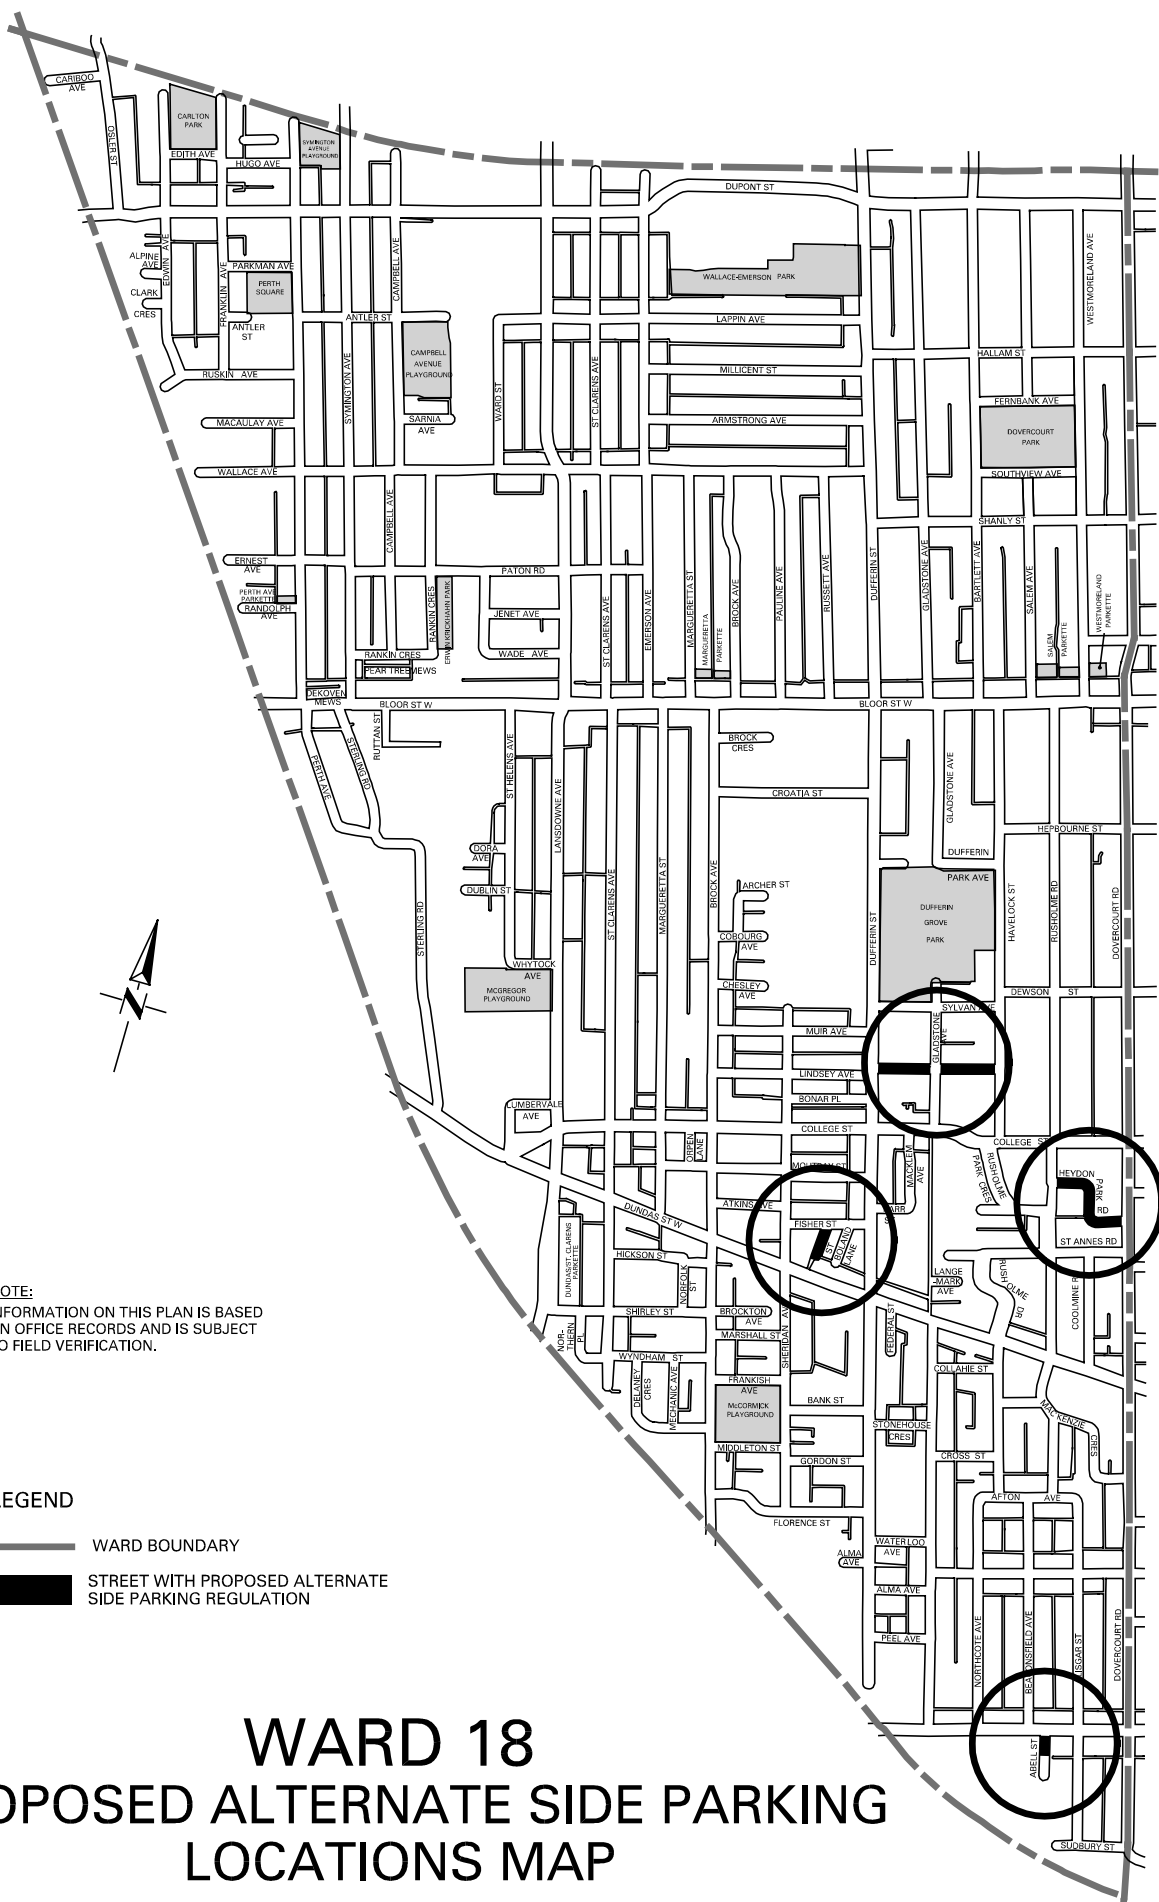 CARIBOO
AVE
OSLER ST
CARLTON
PARK
EDITH AVE
HUGO AVE
SYMINGTON
AVENUE
PLAYGROUND
DUPONT ST
ALPINE
AVE
EDWIN AVE
CLARK
CRES
FRANKLIN AVE
PARKMAN AVE
PERTH
SQUARE
ANTLER
ST
CAMPBELL AVE
ANTLER ST
SYMINGTON AVE
CAMPBELL
AVENUE
PLAYGROUND
WALLACE-EMERSON PARK
WESTMORELAND AVE
LAPPIN AVE
HALLAM ST
RUSKIN AVE
MILLICENT ST
WARD ST
ST CLARENS AVE
FERNBANK AVE
MACAULAY AVE
SARNIA
AVE
ARMSTRONG AVE
DOVERCOURT
PARK
WALLACE AVE
SOUTHVIEW AVE
CAMPBELL AVE
SHANLY ST
ERNEST
AVE
PERTH AVE
PARKETTE
RANDOLPH
AVE
PATON RD
RANKIN CRES
ERWIN KRICKHAHN PARK
JENET AVE
RANKIN CRES
WADE AVE
PEAR TREE MEWS
ST CLARENS AVE
EMERSON AVE
MARGUERETTA ST
MARGUERETTA
PARKETTE
BROCK AVE
PAULINE AVE
RUSSETT AVE
DUFFERIN ST
GLADSTONE AVE
BARTLETT AVE
SALEM AVE
SALEM
PARKETTE
WESTMORELAND
PARKETTE
DEKOVEN
MEWS
BLOOR ST W
BLOOR ST W
PERTH AVE
STERLING RD
RUTTAN ST
ST HELENS AVE
LANSDOWNE AVE
BROCK
CRES
CROATIA ST
GLADSTONE AVE
HEPBOURNE ST
DORA
AVE
DUBLIN ST
DUFFERIN
PARK AVE
ST CLARENS AVE
MARGUERETTA ST
BROCK AVE
ARCHER ST
DUFFERIN
GROVE
PARK
DUFFERIN ST
HAVELOCK ST
RUSHOLME RD
DOVERCOURT RD
STERLING RD
COBOURG
AVE
WHYTOCK
AVE
MCGREGOR
PLAYGROUND
CHESLEY
AVE
DEWSON ST
SYLVAN AVE
GLADSTONE
AVE
MUIR AVE
LINDSEY AVE
BONAR PL
LUMBERVALE
AVE
COLLEGE ST
COLLEGE ST
ORPEN
LANE
MACKLEM
AVE
RUSHOLME
PARK CRES
HEYDON
PARK
RD
ATKINS AVE
DUNDAS ST W
FISHER ST
ST
BOLAND
LANE
ST ANNES RD
DUNDAS/ST. CLARENS
PARKETTE
HICKSON ST
NORFOLK
ST
LANGE
-MARK
AVE
RUSHOLME
DR
SHIRLEY ST
BROCKTON
AVE
MARSHALL ST
NOR-
THERN
PL
SHERIDAN AVE
FEDERAL ST
WYNDHAM ST
DELANEY
CRES
MECHANIC AVE
FRANKISH
AVE
McCORMICK
PLAYGROUND
BANK ST
COLLAHIE ST
MAC KENZIE
CRES
STONEHOUSE
CRES
MIDDLETON ST
GORDON ST
CROSS ST
AFTON AVE
FLORENCE ST
WATERLOO
AVE
ALMA
AVE
ALMA AVE
PEEL AVE
NORTHCOTE AVE
DOVERCOURT RD
ABELL ST
SUDBURY ST
N
OTE:
NFORMATION ON THIS PLAN IS BASED
N OFFICE RECORDS AND IS SUBJECT
O FIELD VERIFICATION.
LEGEND
WARD BOUNDARY
STREET WITH PROPOSED ALTERNATE
SIDE PARKING REGULATION
WARD 18
OPOSED ALTERNATE SIDE PARKING
LOCATIONS MAP